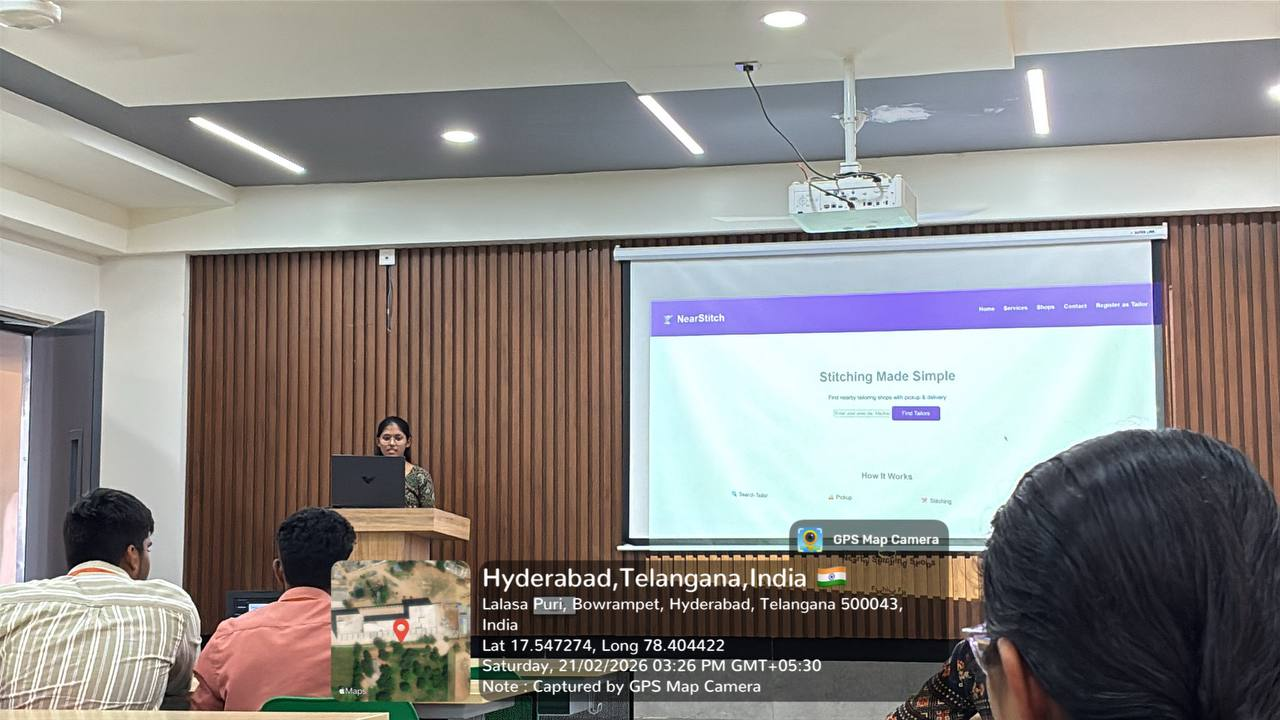 NearStitch
Home Services Shops Contact Register as Tailor
Stitching Made Simple
Find nearby tailoring shops with pickup & delivery
Find Tailors
How It Works
Search Tailor
Pickup
Stitching
GPS Map Camera
Hyderabad,Telangana,India
Lalasa Puri, Bowrampet, Hyderabad, Telangana 500043,
India
Lat 17.547274, Long 78.404422
Saturday, 21/02/2026 03:26 PM GMT+05:30
Note : Captured by GPS Map Camera
Maps